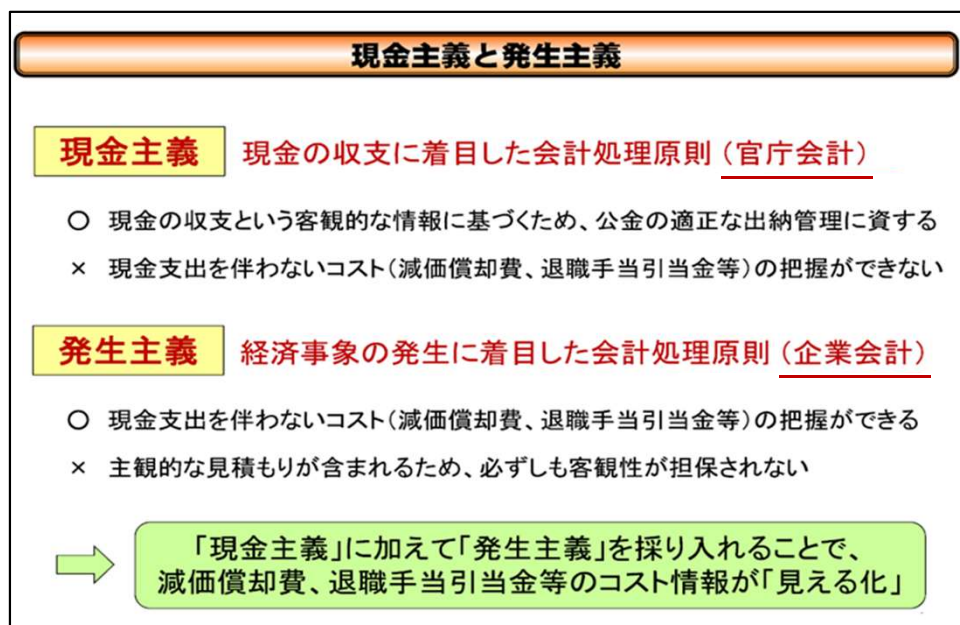 現金主義と発生主義
現金主義 現金の収支に着目した会計処理原則(官庁会計)
○ 現金の収支という客観的な情報に基づくため、公金の適正な出納管理に資する
× 現金支出を伴わないコスト(減価償却費、退職手当引当金等)の把握ができない
発生主義 経済事象の発生に着目した会計処理原則(企業会計)
○ 現金支出を伴わないコスト(減価償却費、退職手当引当金等)の把握ができる
× 主観的な見積もりが含まれるため、必ずしも客観性が担保されない
「現金主義」に加えて「発生主義」を採り入れることで、
減価償却費、退職手当引当金等のコスト情報が「見える化」